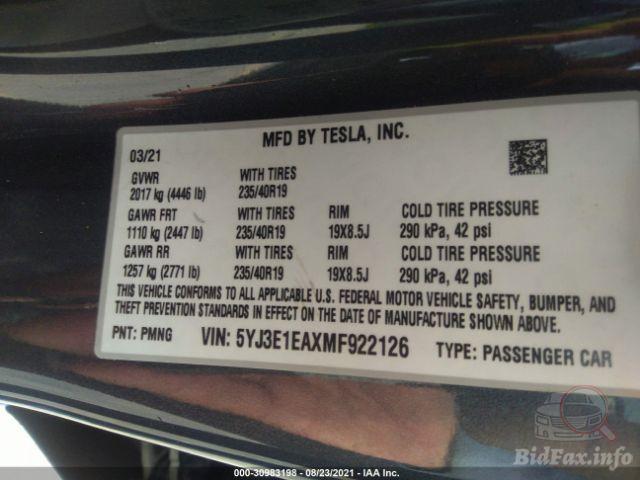 MFD BY TESLA, INC.
03/21
GVWR WITH TIRES
2017 kg (4446 lb) 235/40R19
GAWR FRT WITH TIRES RIM COLD TIRE PRESSURE
1110 kg (2447 lb) 235/40R19 19X8.5J 290 kPa, 42 psi
GAWR RR WITH TIRES RIM COLD TIRE PRESSURE
1257 kg (2771 lb) 235/40R19 19X8.5J 290 kPa, 42 psi
THIS VEHICLE CONFORMS TO ALL APPLICABLE U.S. FEDERAL MOTOR VEHICLE SAFETY, BUMPER, AND
THEFT PREVENTION STANDARDS IN EFFECT ON THE DATE OF MANUFACTURE SHOWN ABOVE.
PNT: PMNG VIN: 5YJ3E1EAXMF922126 TYPE: PASSENGER CAR
BidFax.info
000-30983198 - 08/23/2021 - IAA Inc.